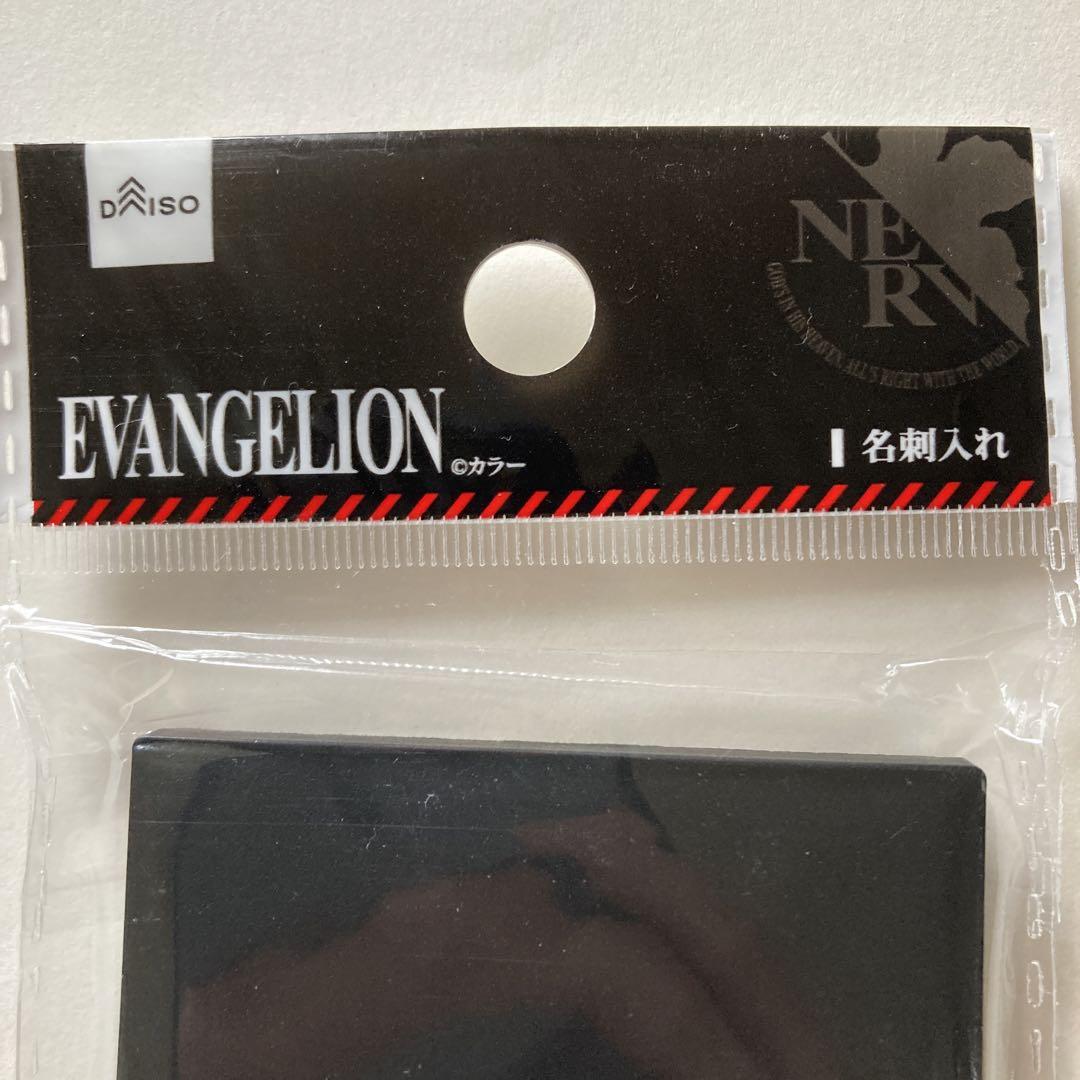 DAISO
NERV
GOD'S IN HIS HEAVEN. ALL'S RIGHT WITH THE WORLD.
EVANGELION
©カラー
名刺入れ